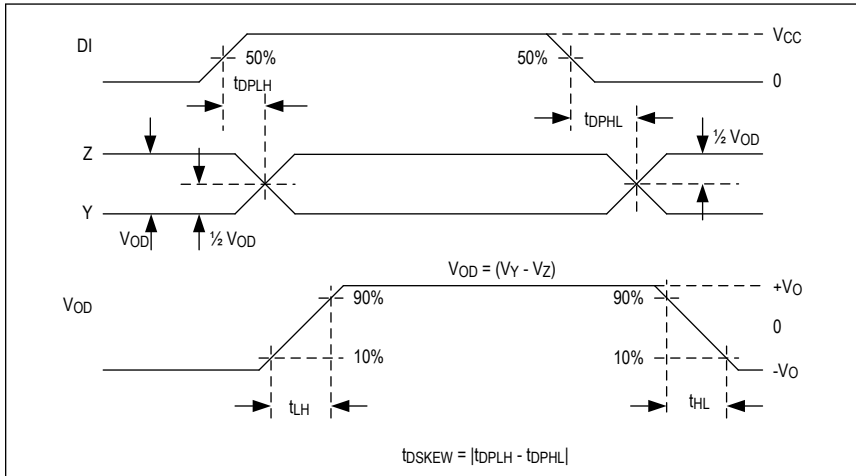 DI
VCC
50%
50%
0
tDPLH
tDPHL
½ VOD
Z
Y
VOD
½ VOD
VOD = (VY - VZ)
VOD
90%
90%
+VO
0
10%
10%
-VO
tLH
tHL
tDSKEW = |tDPLH - tDPHL|